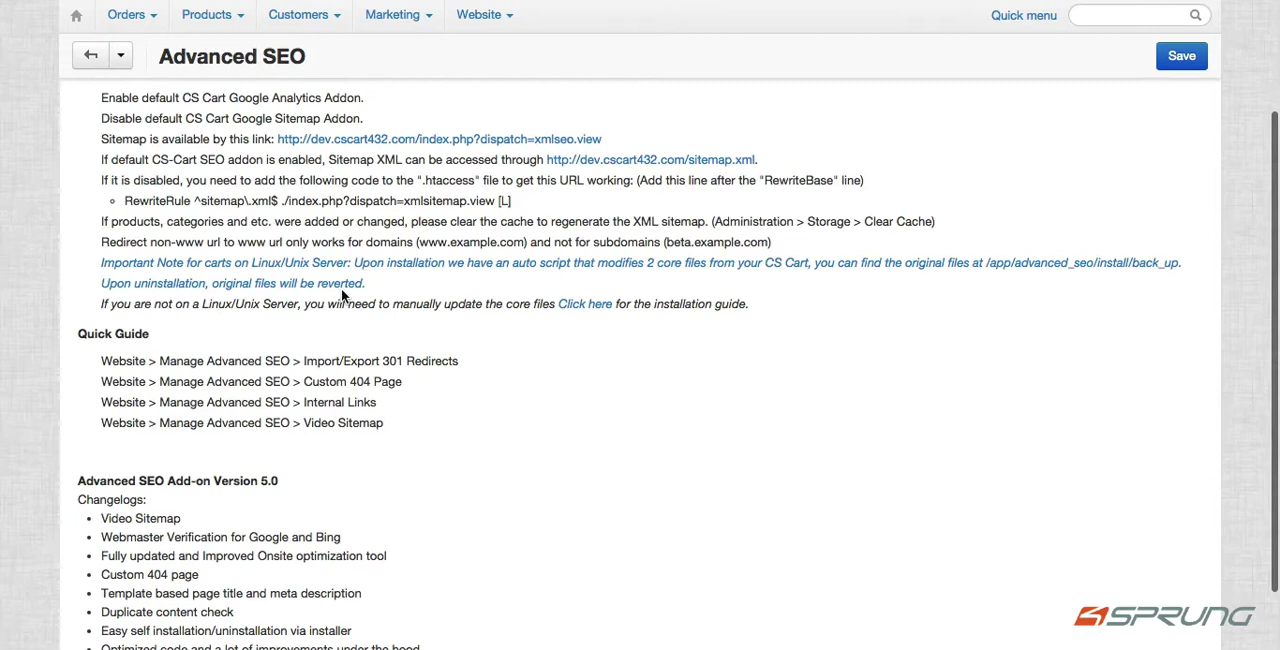 Orders Products Customers Marketing Website Quick menu
Advanced SEO Save
Enable default CS Cart Google Analytics Addon.
Disable default CS Cart Google Sitemap Addon.
Sitemap is available by this link: http://dev.cscart432.com/index.php?dispatch=xmlseo.view
If default CS-Cart SEO addon is enabled, Sitemap XML can be accessed through http://dev.cscart432.com/sitemap.xml.
If it is disabled, you need to add the following code to the ".htaccess" file to get this URL working: (Add this line after the "RewriteBase" line)
RewriteRule ^sitemap\.xml$ ./index.php?dispatch=xmlsitemap.view [L]
If products, categories and etc. were added or changed, please clear the cache to regenerate the XML sitemap. (Administration > Storage > Clear Cache)
Redirect non-www url to www url only works for domains (www.example.com) and not for subdomains (beta.example.com)
Important Note for carts on Linux/Unix Server: Upon installation we have an auto script that modifies 2 core files from your CS Cart, you can find the original files at /app/advanced_seo/install/back_up.
Upon uninstallation, original files will be reverted.
If you are not on a Linux/Unix Server, you will need to manually update the core files Click here for the installation guide.
Quick Guide
Website > Manage Advanced SEO > Import/Export 301 Redirects
Website > Manage Advanced SEO > Custom 404 Page
Website > Manage Advanced SEO > Internal Links
Website > Manage Advanced SEO > Video Sitemap
Advanced SEO Add-on Version 5.0
Changelogs:
Video Sitemap
Webmaster Verification for Google and Bing
Fully updated and Improved Onsite optimization tool
Custom 404 page
Template based page title and meta description
Duplicate content check
Easy self installation/uninstallation via installer
Optimized code and a lot of improvements under the hood
SPRUNG